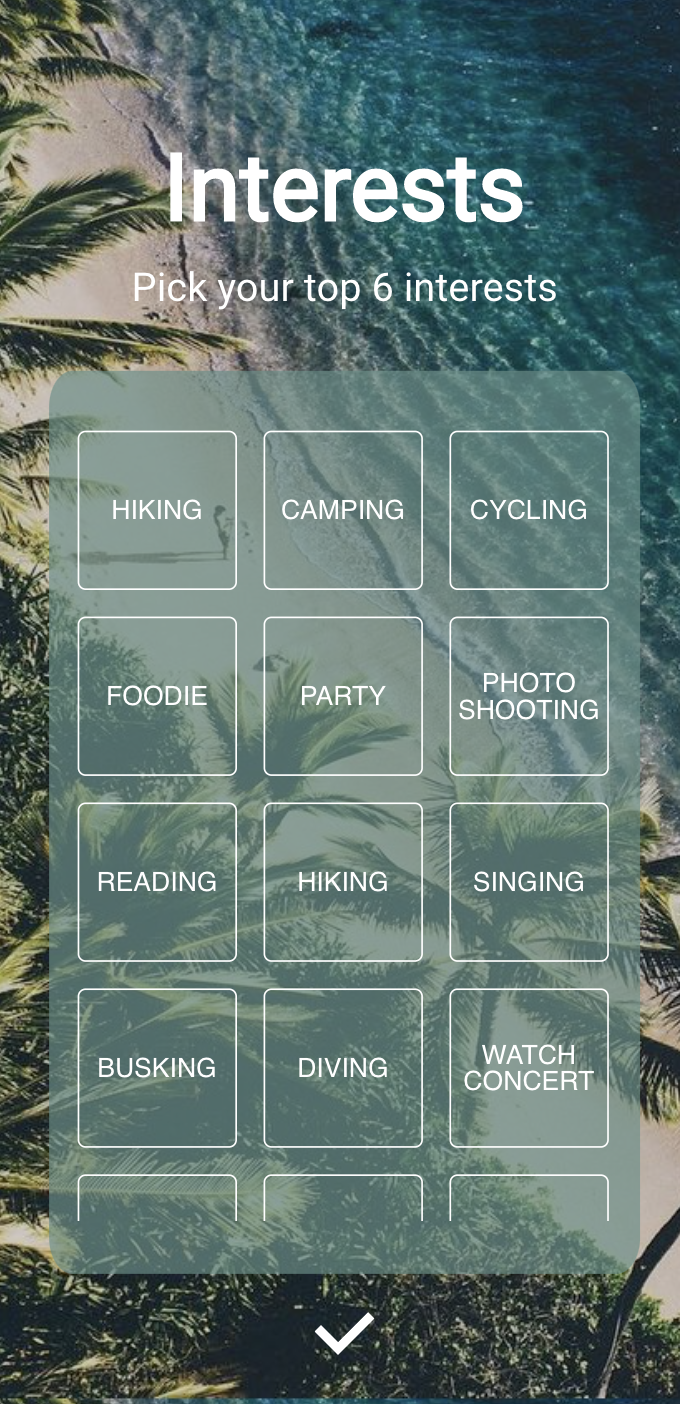 Interests
Pick your top 6 interests
HIKING
CAMPING
CYCLING
FOODIE
PARTY
PHOTO
SHOOTING
READING
HIKING
SINGING
BUSKING
DIVING
WATCH
CONCERT